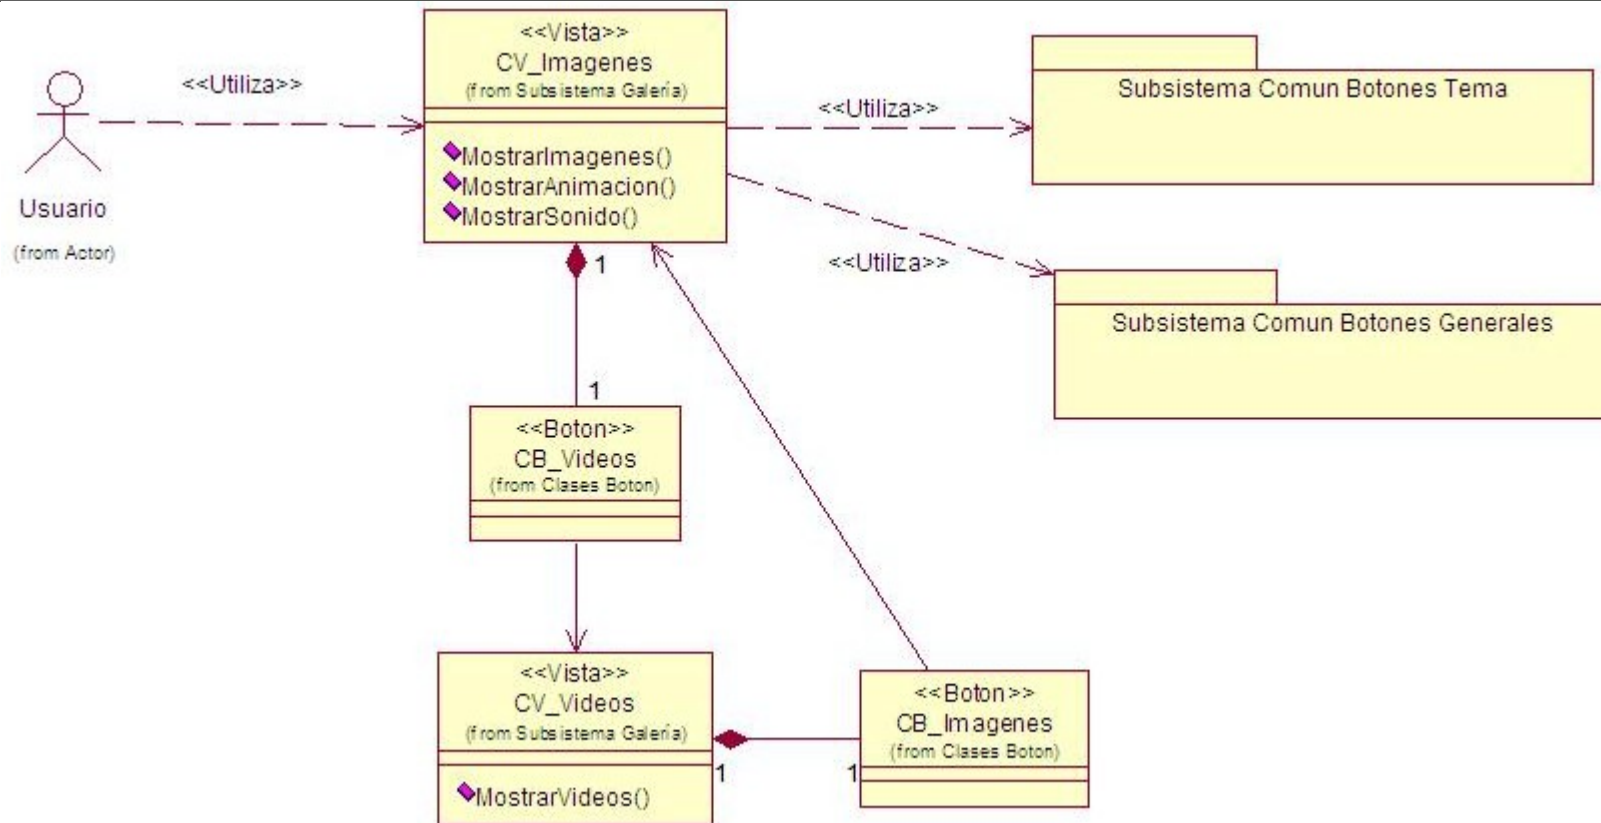 <<Vista>>
CV_Imagenes
(from Subsistema Galería)
MostrarImagenes()
MostrarAnimacion()
MostrarSonido()
<<Utiliza>>
Usuario
(from Actor)
<<Utiliza>>
Subsistema Comun Botones Tema
<<Utiliza>>
Subsistema Comun Botones Generales
1
1
<<Boton>>
CB_Videos
(from Clases Boton)
<<Vista>>
CV_Videos
(from Subsistema Galería)
MostrarVideos()
1
1
<<Boton>>
CB_Imagenes
(from Clases Boton)